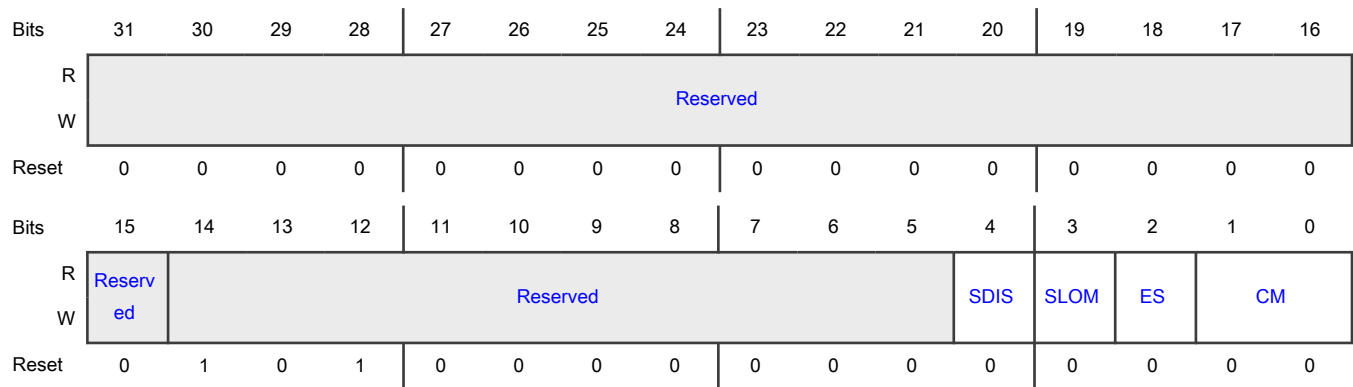 Bits 31 30 29 28 27 26 25 24 23 22 21 20 19 18 17 16
R
Reserved
W
Reset 0 0 0 0 0 0 0 0 0 0 0 0 0 0 0 0
Bits 15 14 13 12 11 10 9 8 7 6 5 4 3 2 1 0
R
Reserv
ed
Reserved SDIS SLOM ES CM
W
Reset 0 1 0 1 0 0 0 0 0 0 0 0 0 0 0 0